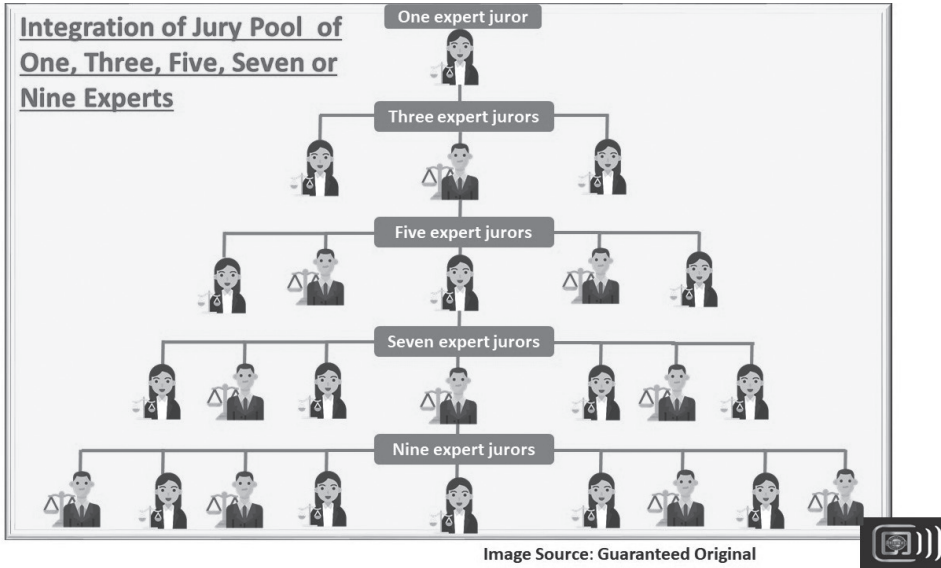 Integration of Jury Pool of
One, Three, Five, Seven or
Nine Experts
One expert juror
Three expert jurors
Five expert jurors
Seven expert jurors
Nine expert jurors
Image Source: Guaranteed Original